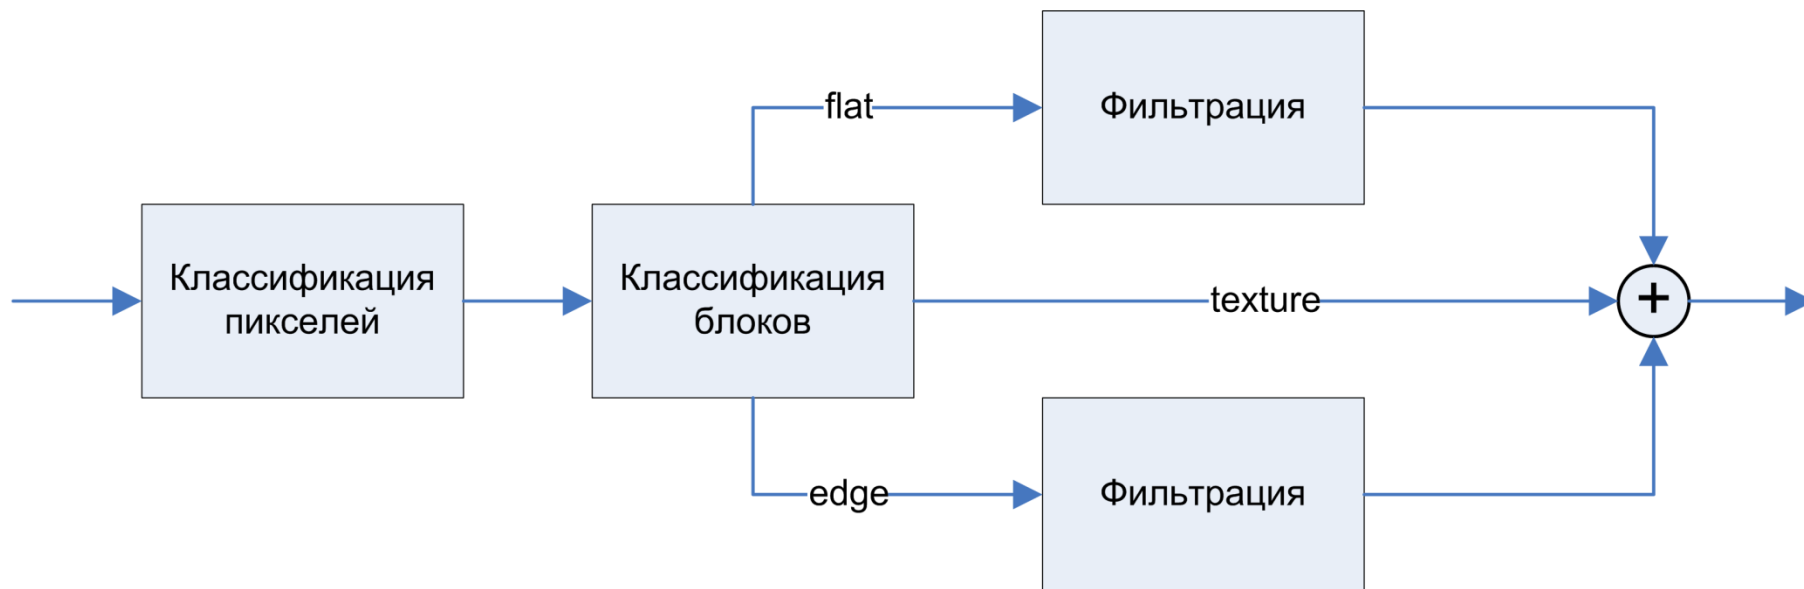 flat
Фильтрация
Классификация
пикселей
Классификация
блоков
texture
+
edge
Фильтрация